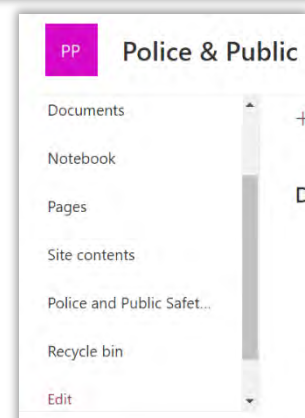 PP Police & Public
Documents
Notebook
Pages
Site contents
Police and Public Safet...
Recycle bin
Edit
+
D